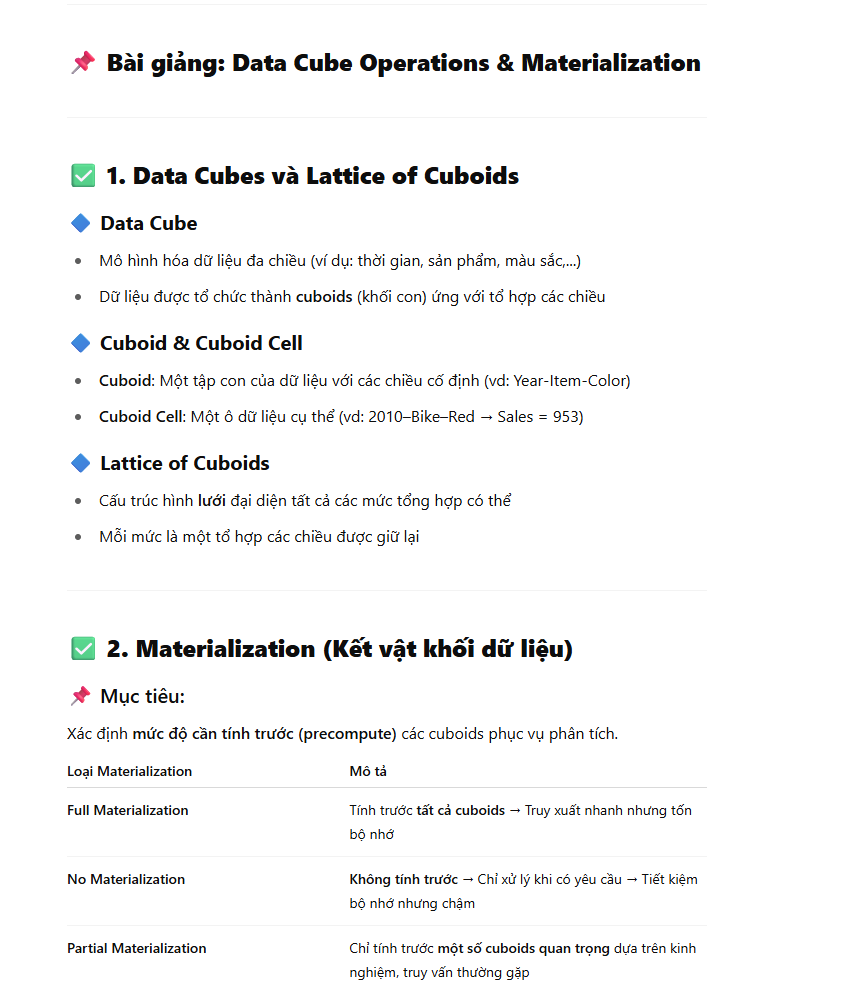 📌 Bài giảng: Data Cube Operations & Materialization
✅ 1. Data Cubes và Lattice of Cuboids
🔷 Data Cube
• Mô hình hóa dữ liệu đa chiều (ví dụ: thời gian, sản phẩm, màu sắc,...)
• Dữ liệu được tổ chức thành cuboids (khối con) ứng với tổ hợp các chiều
🔷 Cuboid & Cuboid Cell
• Cuboid: Một tập con của dữ liệu với các chiều cố định (vd: Year-Item-Color)
• Cuboid Cell: Một ô dữ liệu cụ thể (vd: 2010–Bike–Red → Sales = 953)
🔷 Lattice of Cuboids
• Cấu trúc hình lưới đại diện tất cả các mức tổng hợp có thể
• Mỗi mức là một tổ hợp các chiều được giữ lại
✅ 2. Materialization (Kết vật khối dữ liệu)
📌 Mục tiêu:
Xác định mức độ cần tính trước (precompute) các cuboids phục vụ phân tích.
Loại Materialization Mô tả
Full Materialization Tính trước tất cả cuboids → Truy xuất nhanh nhưng tốn
bộ nhớ
No Materialization Không tính trước → Chỉ xử lý khi có yêu cầu → Tiết kiệm
bộ nhớ nhưng chậm
Partial Materialization Chỉ tính trước một số cuboids quan trọng dựa trên kinh
nghiệm, truy vấn thường gặp